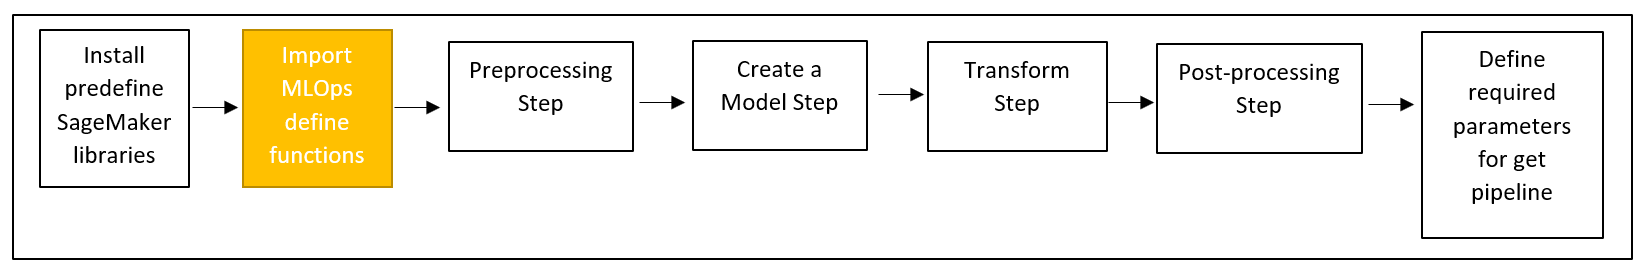 Install
predefine
SageMaker
libraries
Import
MLOps
define
functions
Preprocessing
Step
Create a
Model Step
Transform
Step
Post-processing
Step
Define
required
parameters
for get
pipeline